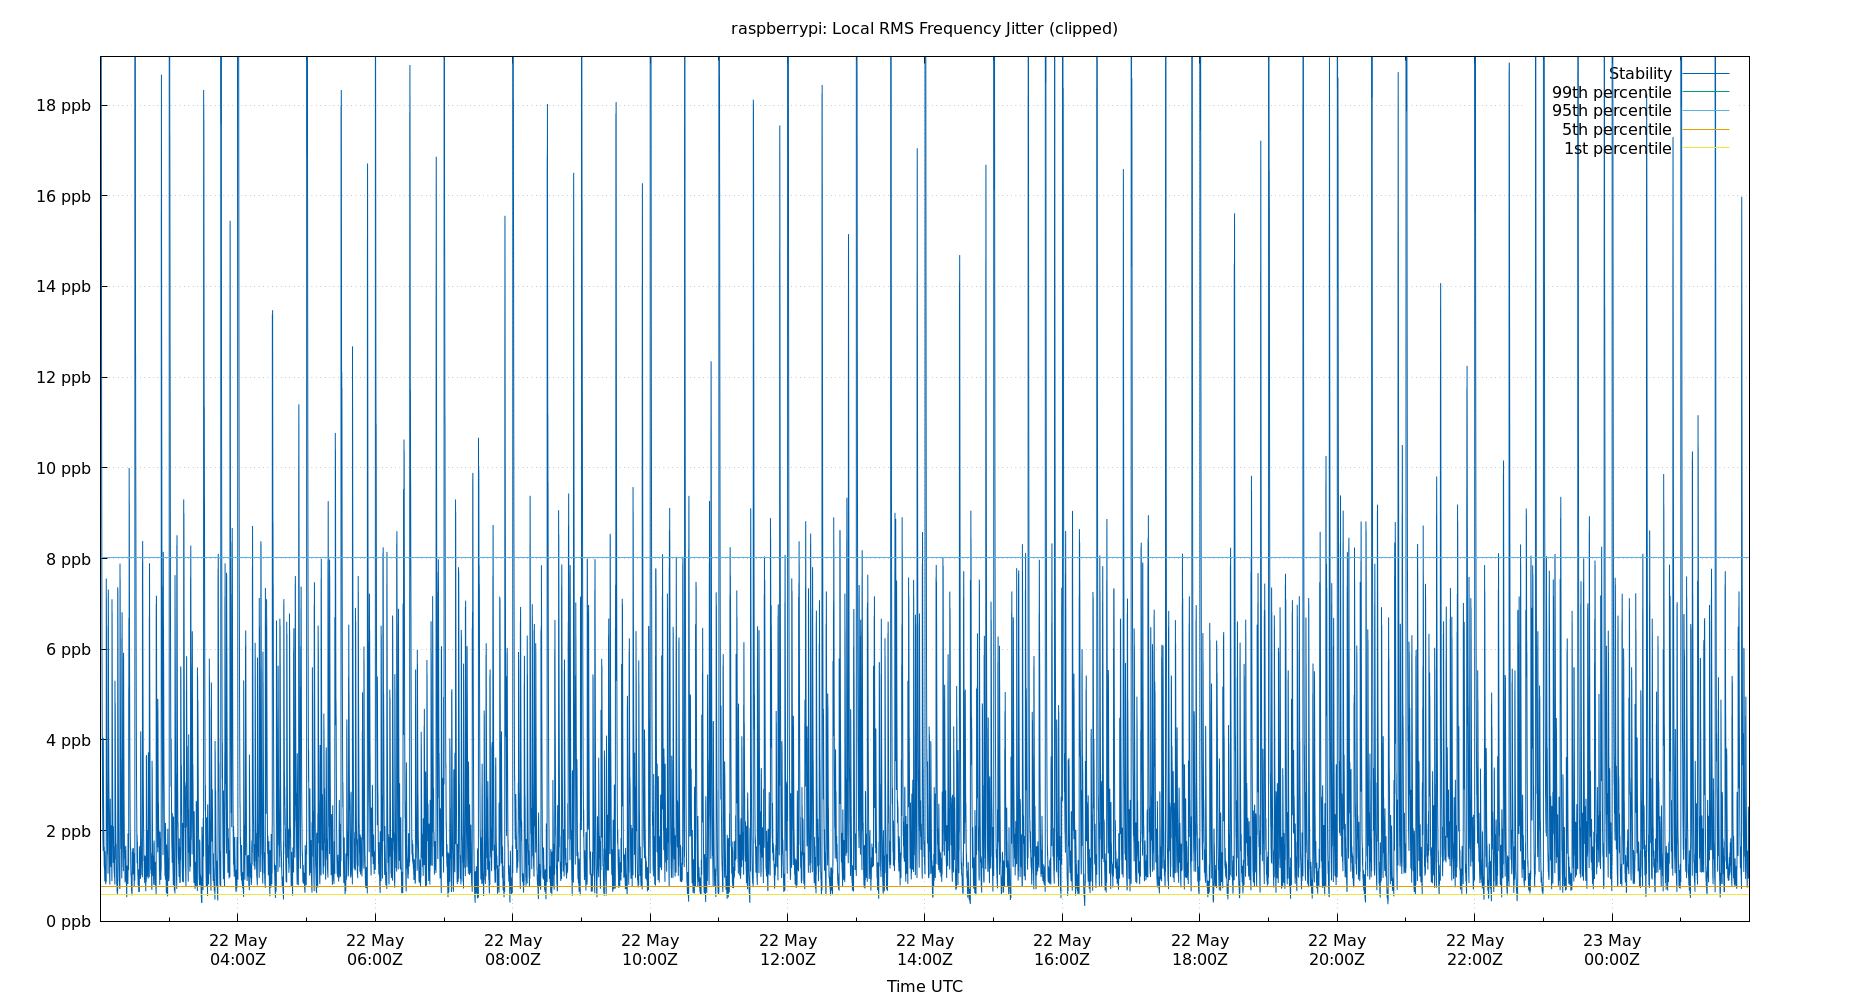 raspberrypi: Local RMS Frequency Jitter (clipped)
Stability
99th percentile
95th percentile
5th percentile
1st percentile
18 ppb
16 ppb
14 ppb
12 ppb
10 ppb
8 ppb
6 ppb
4 ppb
2 ppb
0 ppb
22 May 22 May 22 May 22 May 22 May 22 May 22 May 22 May 22 May 22 May 23 May
04:00Z 06:00Z 08:00Z 10:00Z 12:00Z 14:00Z 16:00Z 18:00Z 20:00Z 22:00Z 00:00Z
Time UTC